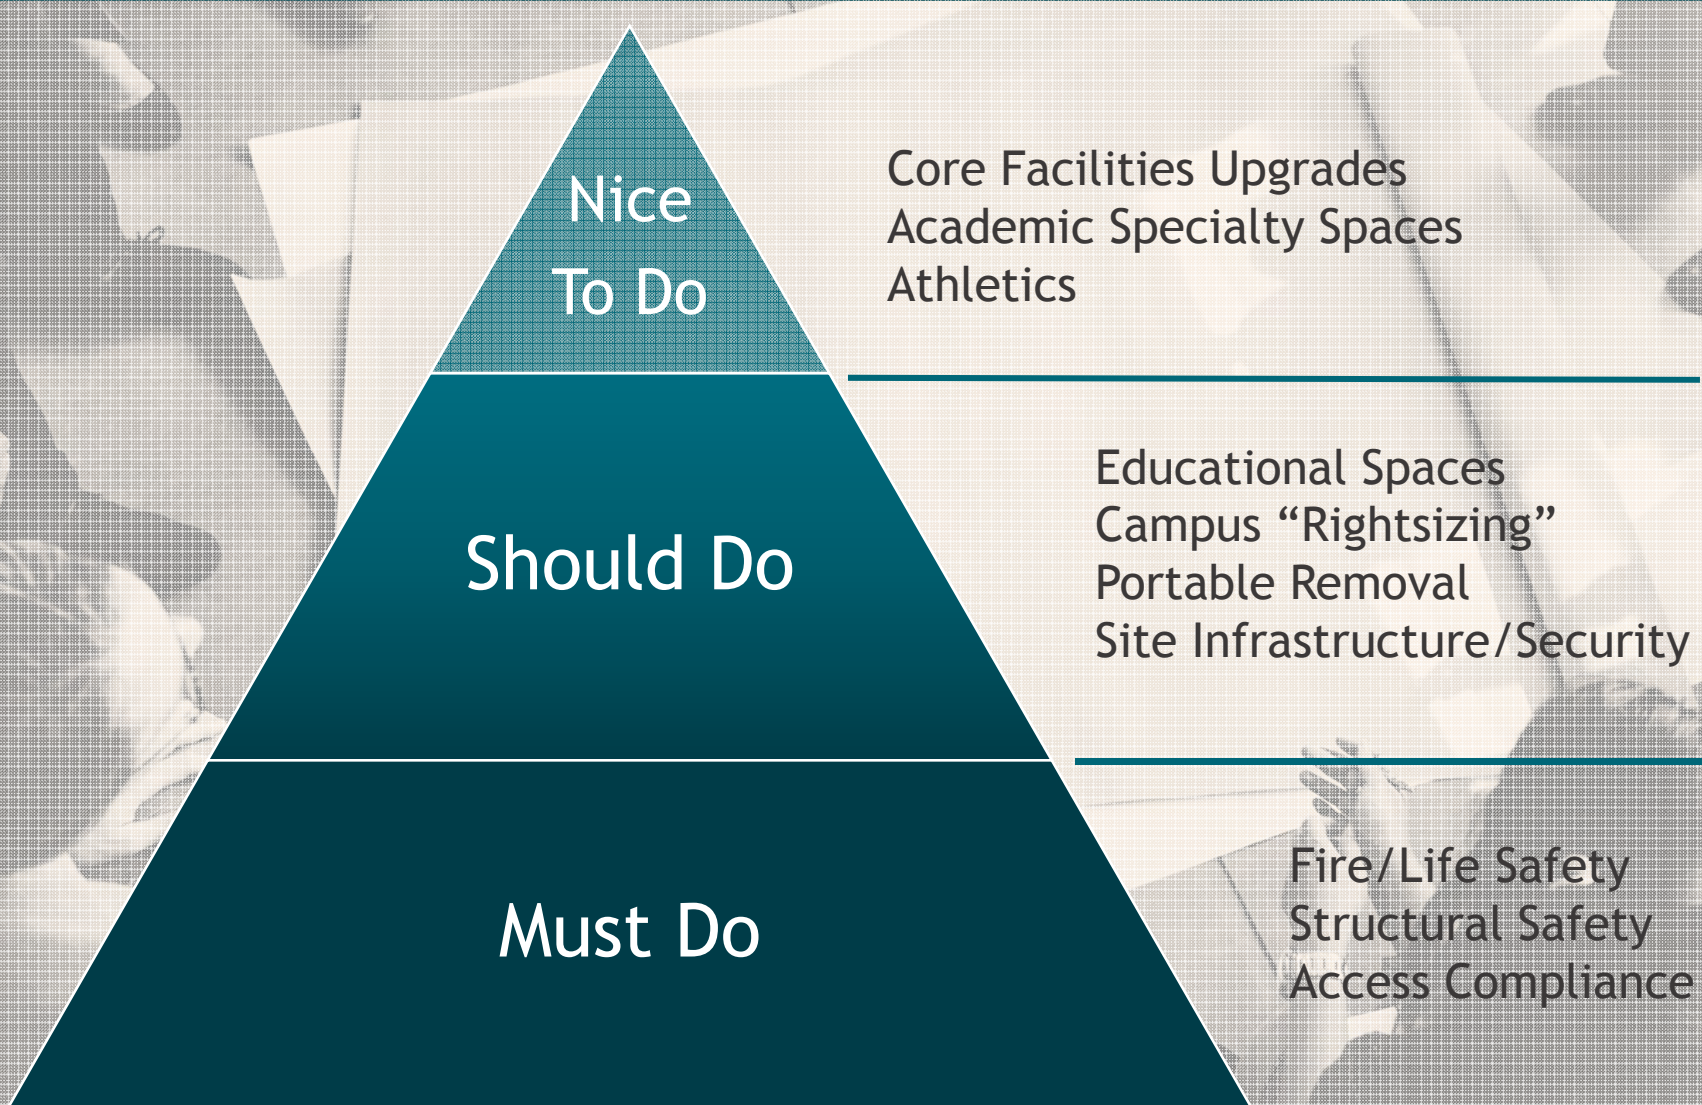 Nice
To Do
Core Facilities Upgrades
Academic Specialty Spaces
Athletics
Should Do
Educational Spaces
Campus “Rightsizing”
Portable Removal
Site Infrastructure/Security
Must Do
Fire/Life Safety
Structural Safety
Access Compliance